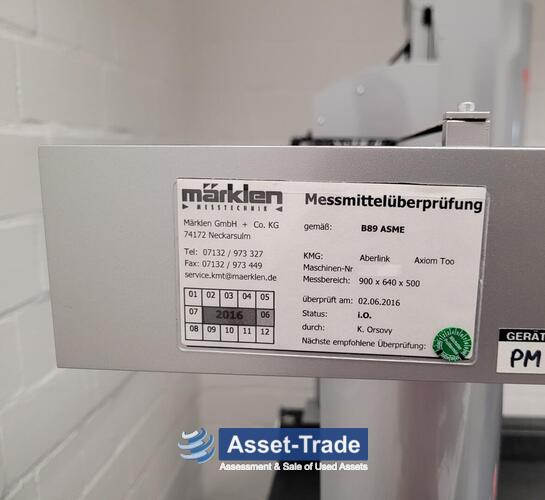 märklen
MESSTECHNIK
Märklen GmbH + Co. KG
74172 Neckarsulm
Tel: 07132 / 973 327
Fax: 07132 / 973 449
service.kmt@maerklen.de
01 02 03 04 05
07 2016 06
08 09 10 11 12
Messmittelüberprüfung
gemäß: B89 ASME
KMG: Aberlink Axiom Too
Maschinen-Nr
Messbereich: 900 x 640 x 500
überprüft am: 02.06.2016
Status: i.O.
durch: K. Orsovy
Nächste empfohlene Überprüfung:
GERÄT
PM
Asset-Trade
Assessment & Sale of Used Assets